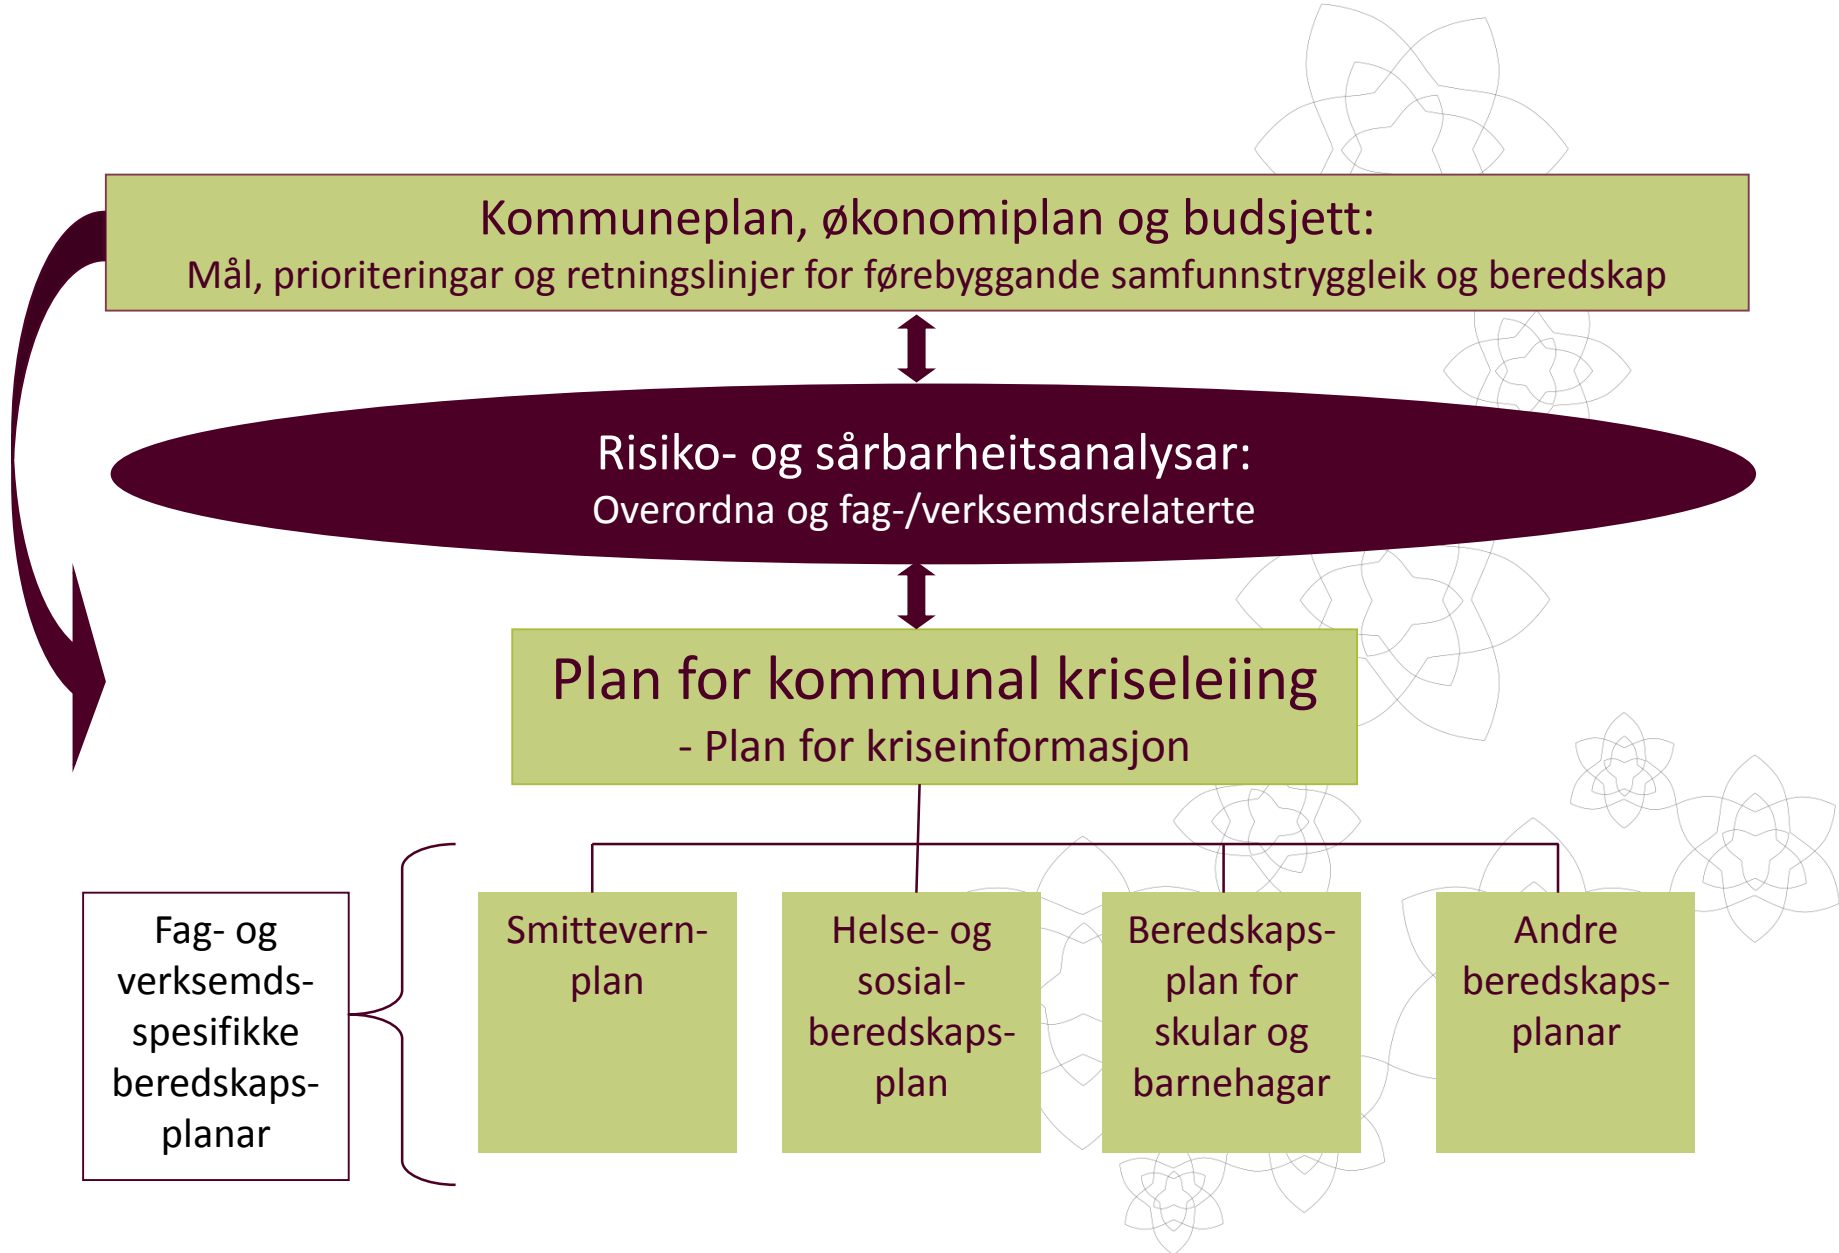 Kommuneplan, økonomiplan og budsjett:
Mål, prioriteringar og retningslinjer for førebyggande samfunnstryggleik og beredskap
Risiko- og sårbarheitsanalysar:
Overordna og fag-/verksemdsrelaterte
Plan for kommunal kriseleiing
- Plan for kriseinformasjon
Fag- og
verksemds-
spesifikke
beredskaps-
planar
Smittevern-
plan
Helse- og
sosial-
beredskaps-
plan
Beredskaps-
plan for
skular og
barnehagar
Andre
beredskaps-
planar